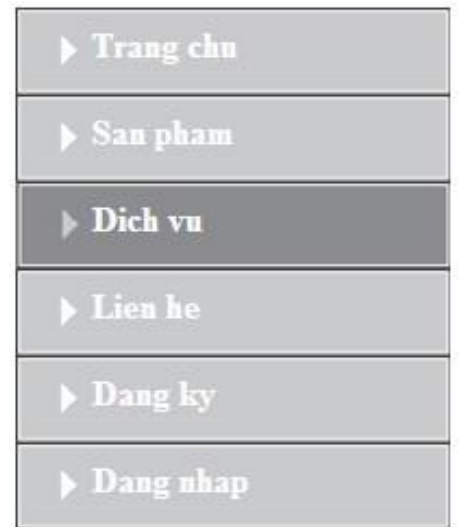 Trang chu
San pham
Dich vu
Lien he
Dang ky
Dang nhap